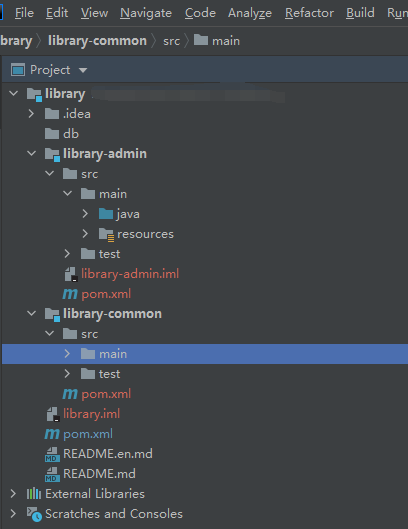 File Edit View Navigate Code Analyze Refactor Build Run
brary library-common src main
Project
library
.idea
db
library-admin
src
main
java
resources
test
library-admin.iml
pom.xml
library-common
src
main
test
pom.xml
library.iml
pom.xml
README.en.md
README.md
External Libraries
Scratches and Consoles